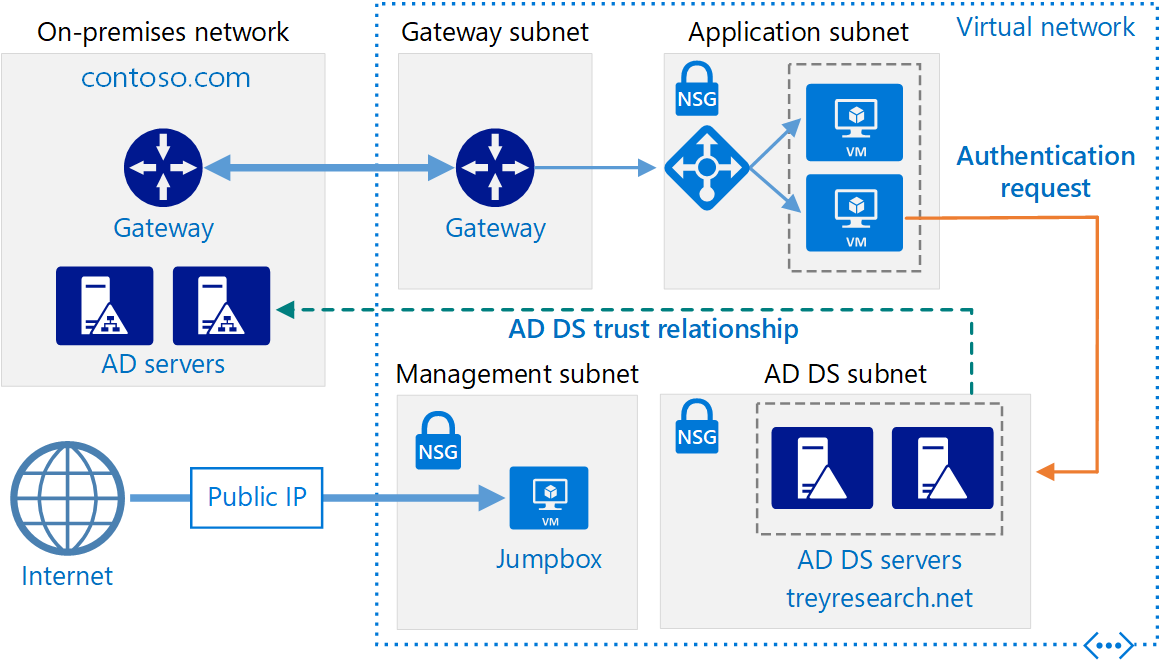 On-premises network
contoso.com
Gateway
AD servers
Gateway subnet
Gateway
Application subnet
NSG
VM
VM
Virtual network
Authentication
request
AD DS trust relationship
Management subnet
NSG
VM
Jumpbox
AD DS subnet
NSG
AD DS servers
treyresearch.net
Internet
Public IP